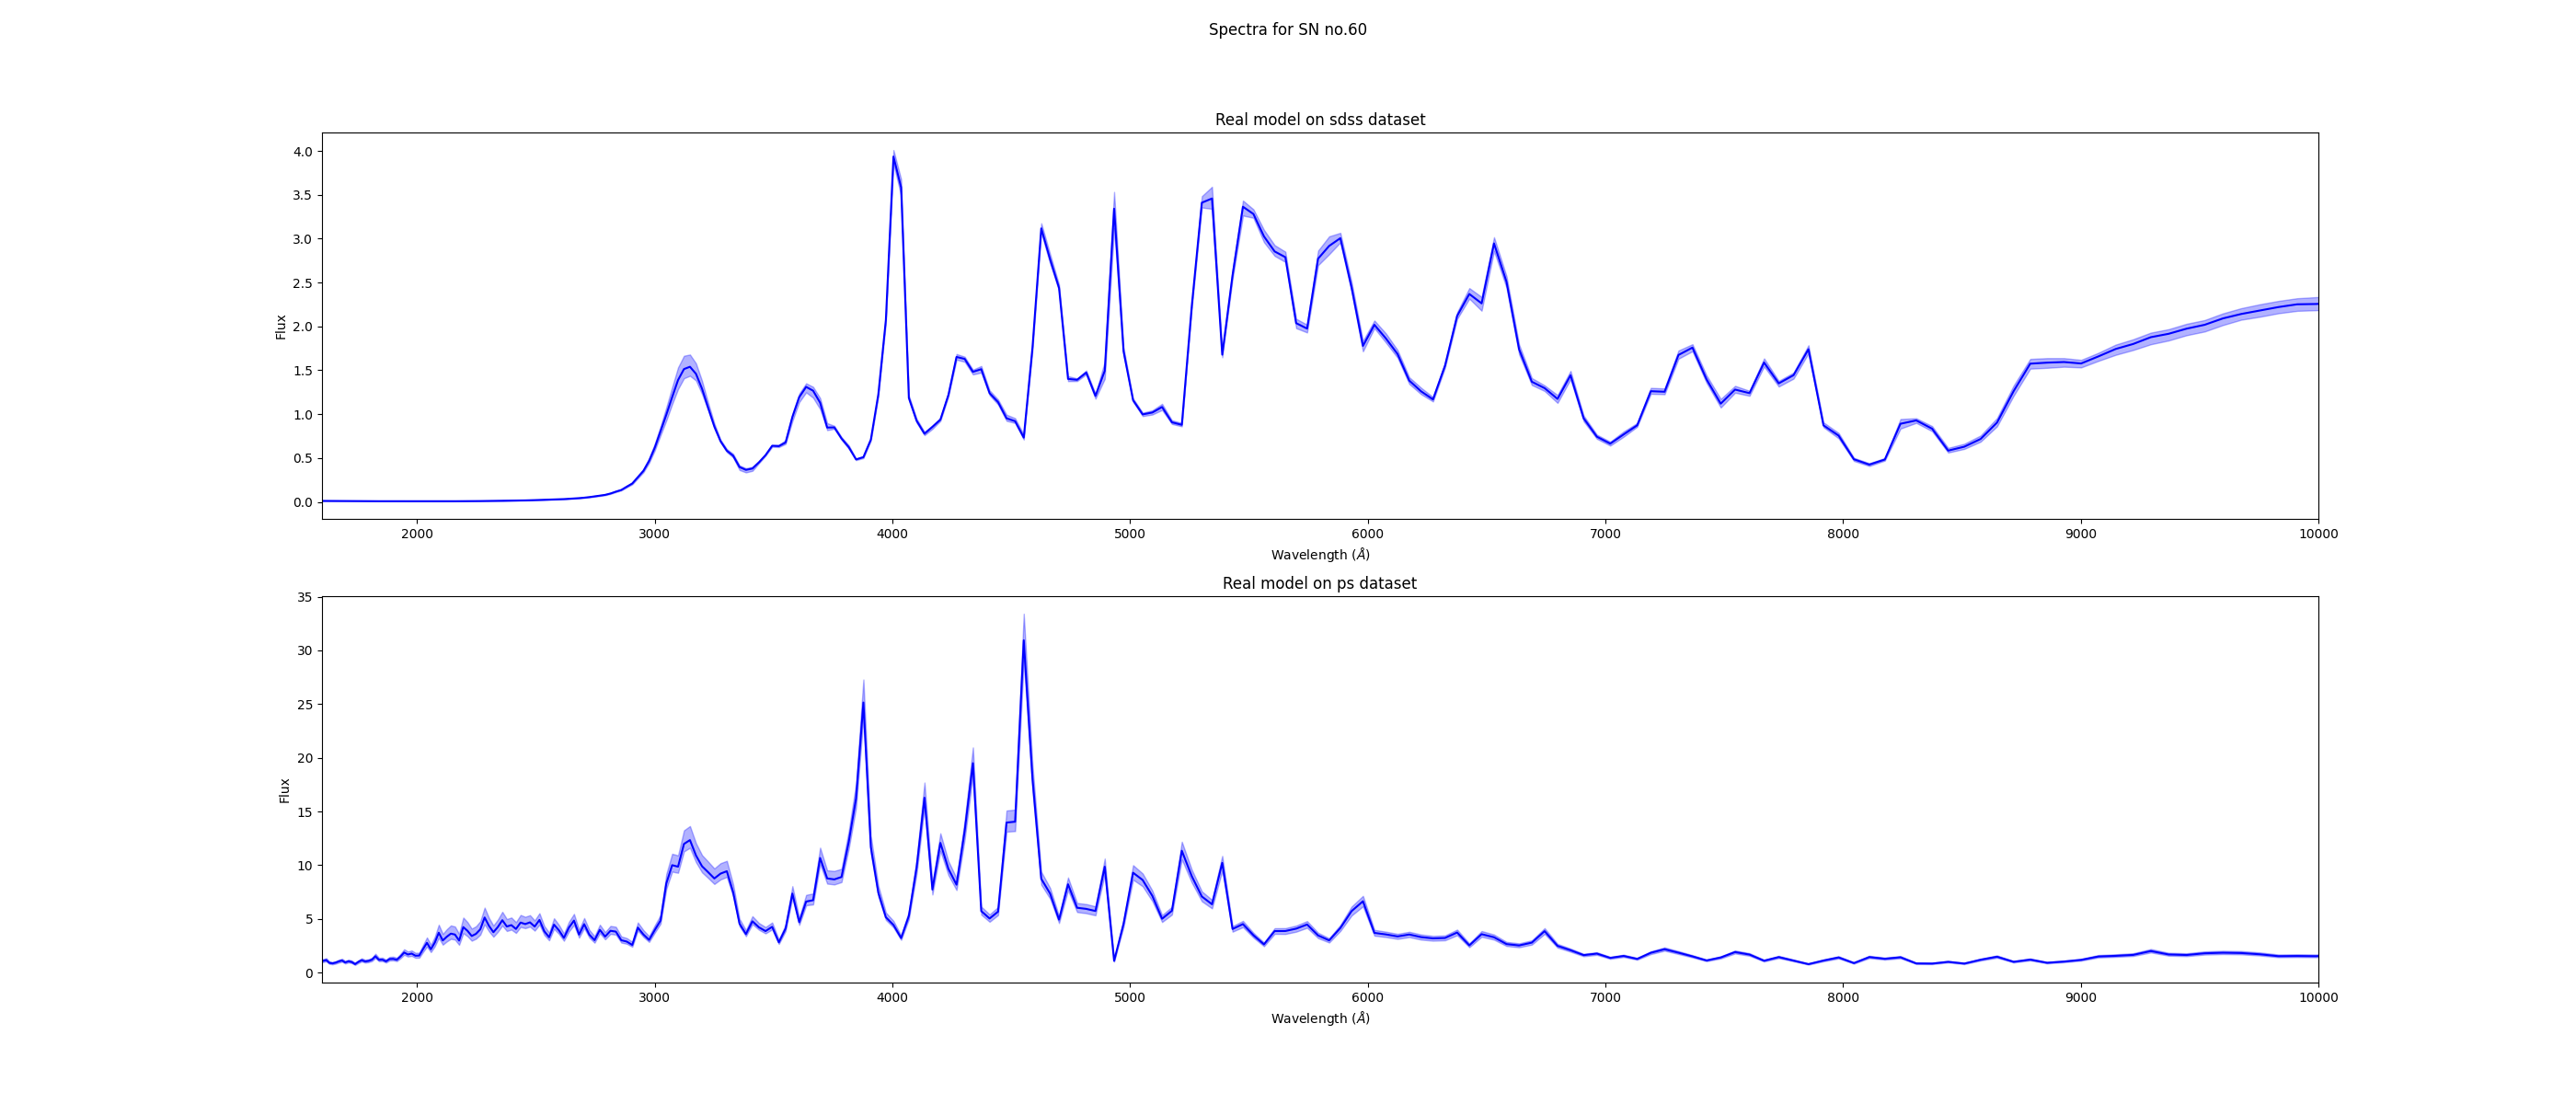 Spectra for SN no.60
Real model on sdss dataset
4.0
3.5
3.0
2.5
2.0
1.5
1.0
0.5
0.0
Flux
2000 3000 4000 5000 6000 7000 8000 9000 10000
Wavelength (Å)
Real model on ps dataset
35
30
25
20
15
10
5
0
Flux
2000 3000 4000 5000 6000 7000 8000 9000 10000
Wavelength (Å)